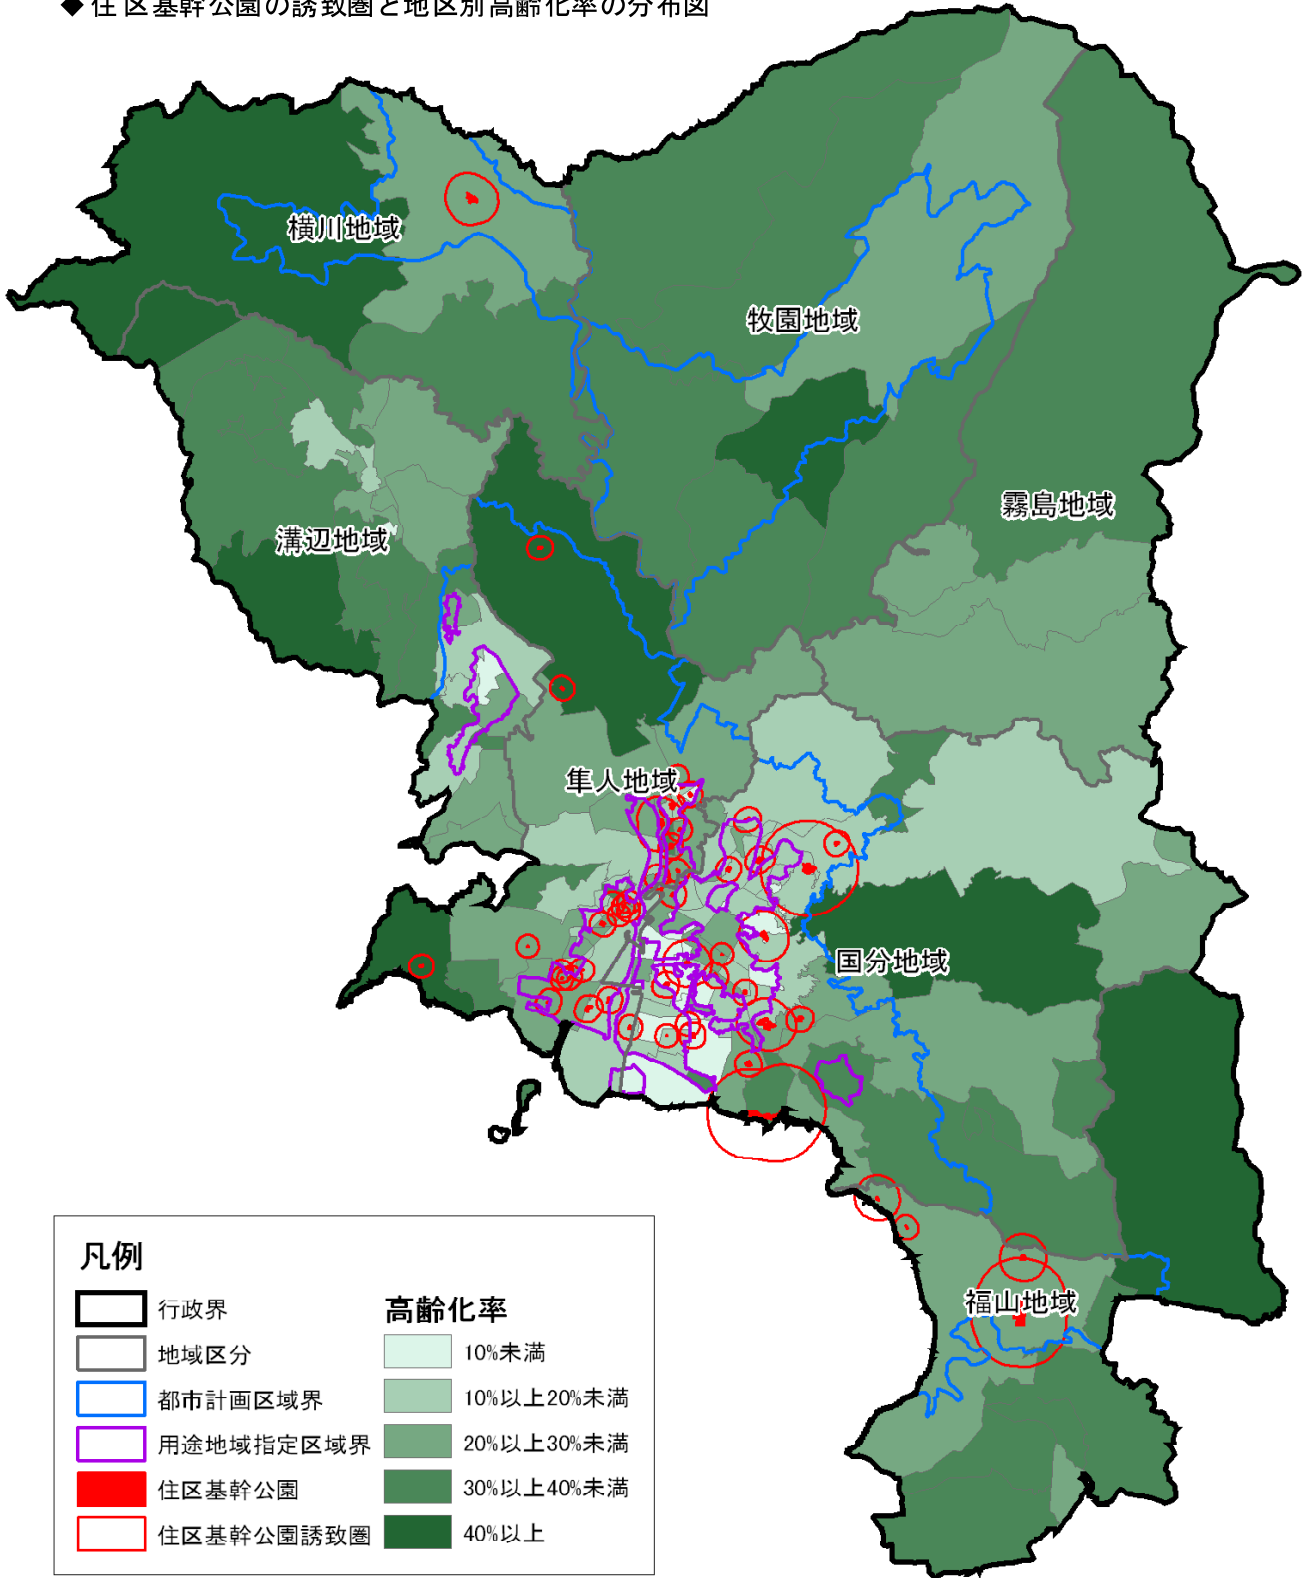 ◆住区基幹公園の誘致圏と地区別高齢化率の分布図
横川地域
牧園地域
霧島地域
溝辺地域
隼人地域
国分地域
福山地域
凡例
行政界
地域区分
都市計画区域界
用途地域指定区域界
住区基幹公園
住区基幹公園誘致圏
高齢化率
10%未満
10%以上20%未満
20%以上30%未満
30%以上40%未満
40%以上